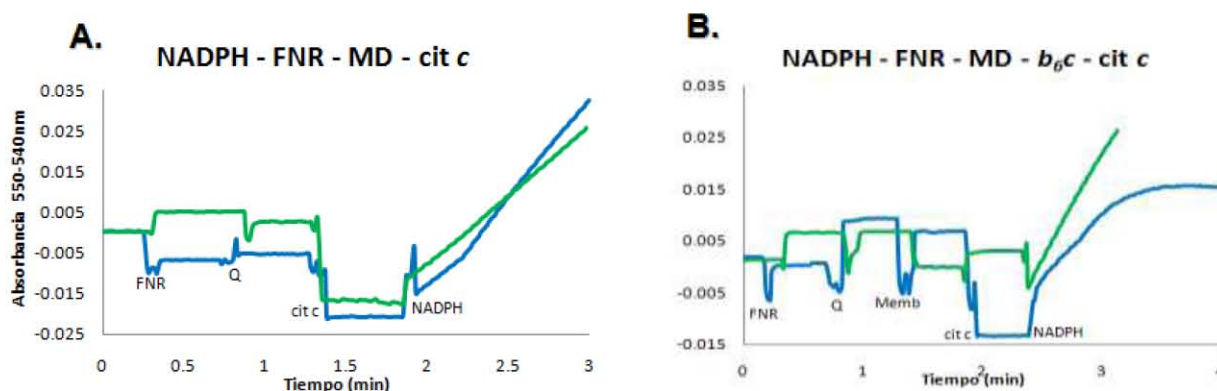 A.
NADPH - FNR - MD - cit c
Absorbancia 550-540nm
0.035
0.025
0.015
0.005
-0.005
-0.015
-0.025
FNR
Q
cit c
NADPH
0
0.5
1
1.5
2
2.5
3
Tiempo (min)
B.
NADPH - FNR - MD - b6c - cit c
0.035
0.025
0.015
0.005
-0.005
-0.015
FNR
Q
Memb
cit c
NADPH
0
1
2
3
Tiempo (min)